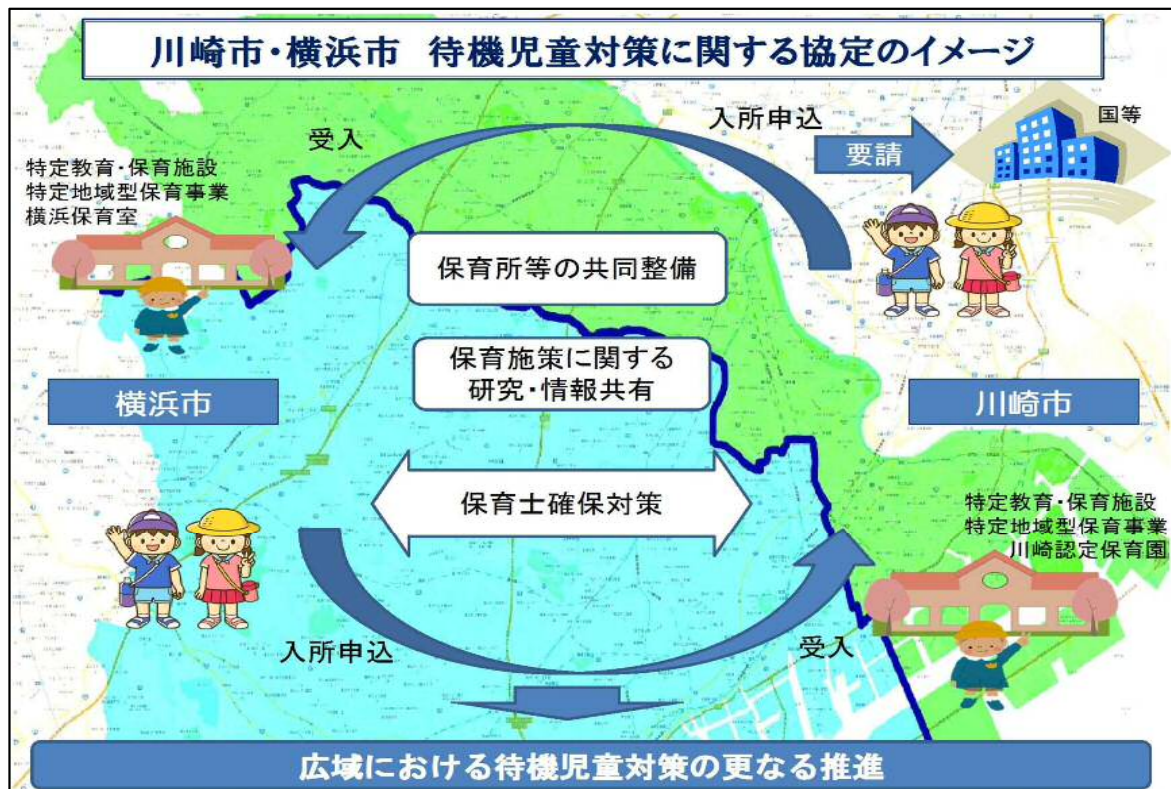 川崎市・横浜市 待機児童対策に関する協定のイメージ
入所申込
国等
受入
要請
特定教育・保育施設
特定地域型保育事業
横浜保育室
保育所等の共同整備
保育施策に関する
研究・情報共有
横浜市
川崎市
保育士確保対策
特定教育・保育施設
特定地域型保育事業
川崎認定保育園
入所申込
受入
広域における待機児童対策の更なる推進